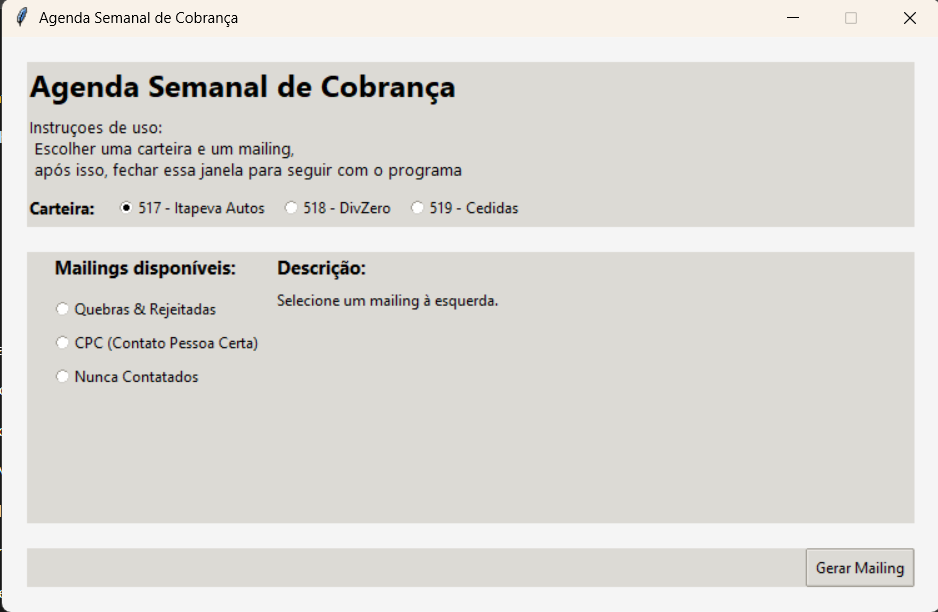 Agenda Semanal de Cobrança
Agenda Semanal de Cobrança
Instruçoes de uso:
Escolher uma carteira e um mailing,
após isso, fechar essa janela para seguir com o programa
Carteira: 517 - Itapeva Autos 518 - DivZero 519 - Cedidas
Mailings disponíveis: Descrição:
Selecione um mailing à esquerda.
Quebras & Rejeitadas
CPC (Contato Pessoa Certa)
Nunca Contatados
Gerar Mailing